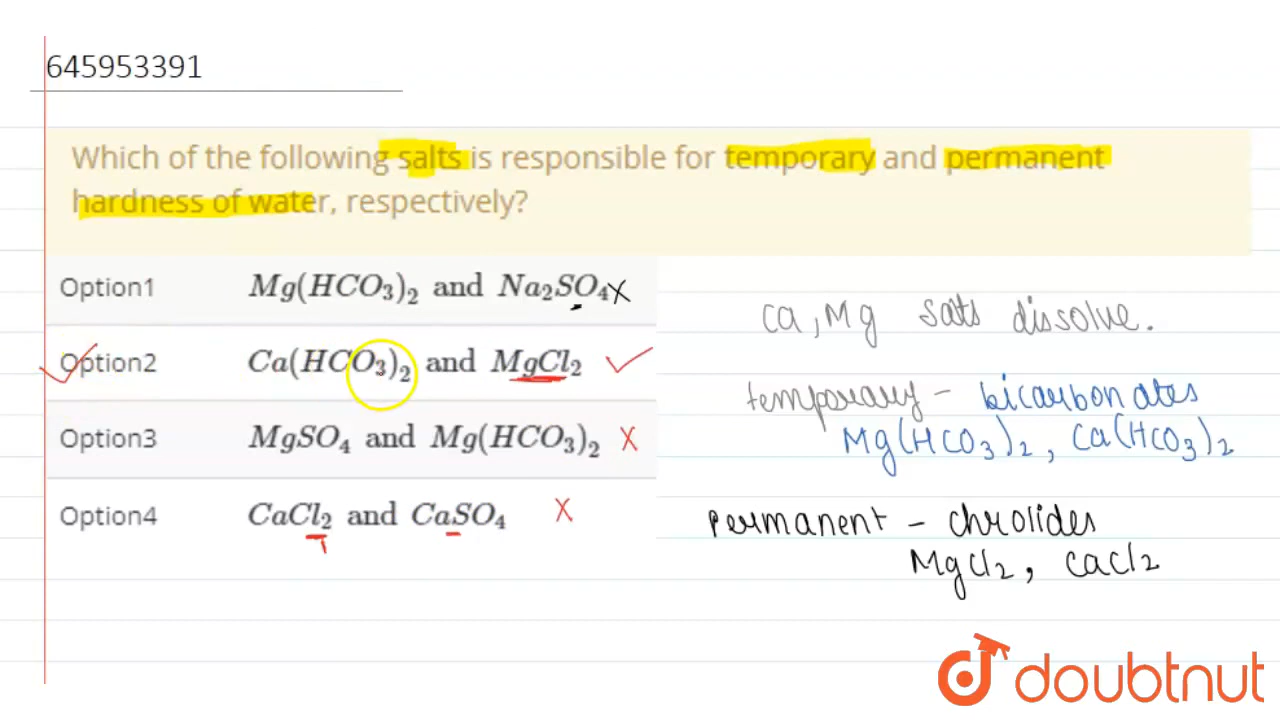 645953391
Which of the following salts is responsible for temporary and permanent
hardness of water, respectively?
Option1 Mg(HCO₃)₂ and Na₂SO₄ X
Option2 Ca(HCO₃)₂ and MgCl₂
Option3 MgSO₄ and Mg(HCO₃)₂ X
Option4 CaCl₂ and CaSO₄ X
Ca, Mg salts dissolve.
temporary - bicarbonates
Mg(HCO₃)₂, Ca(HCO₃)₂
Permanent - chrolides
MgCl₂, CaCl₂
doubtnut